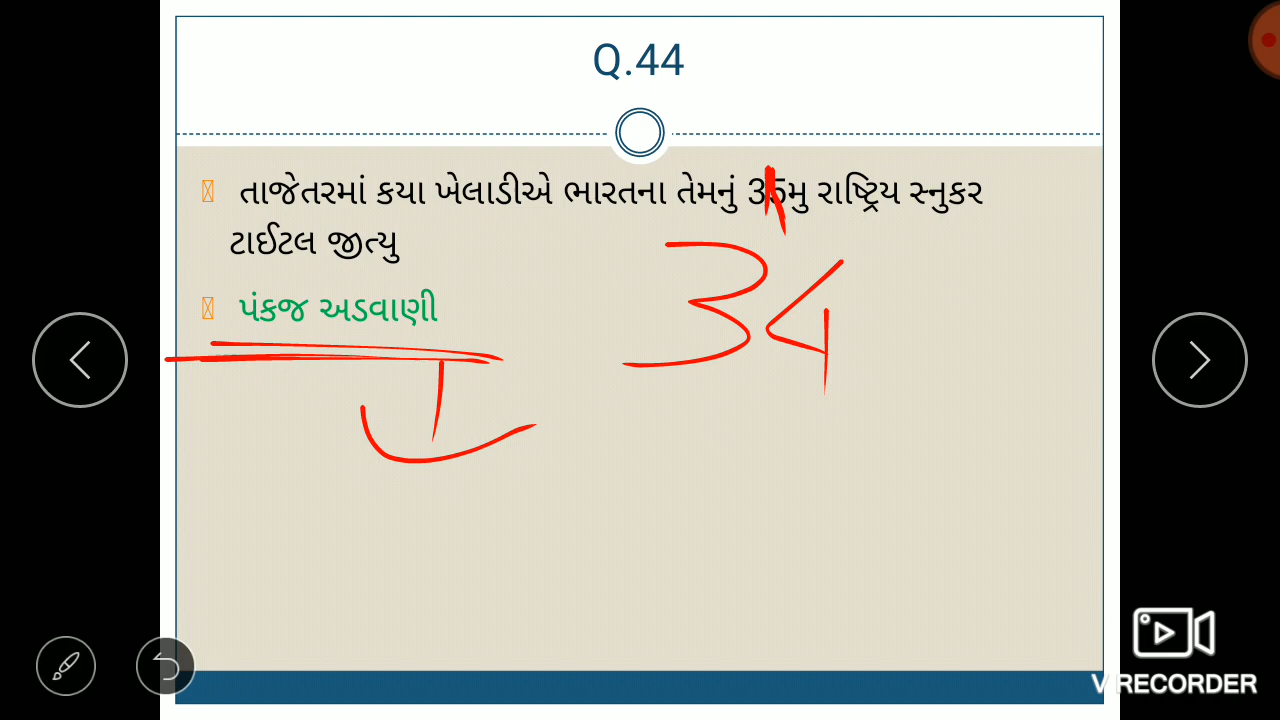 Q.44
તાજેતરમાં કયા ખેલાડીએ ભારતના તેમનું 35મુ રાષ્ટ્રિય સ્નુકર
ટાઈટલ જીત્યુ
પંકજ અડવાણી
34
V RECORDER